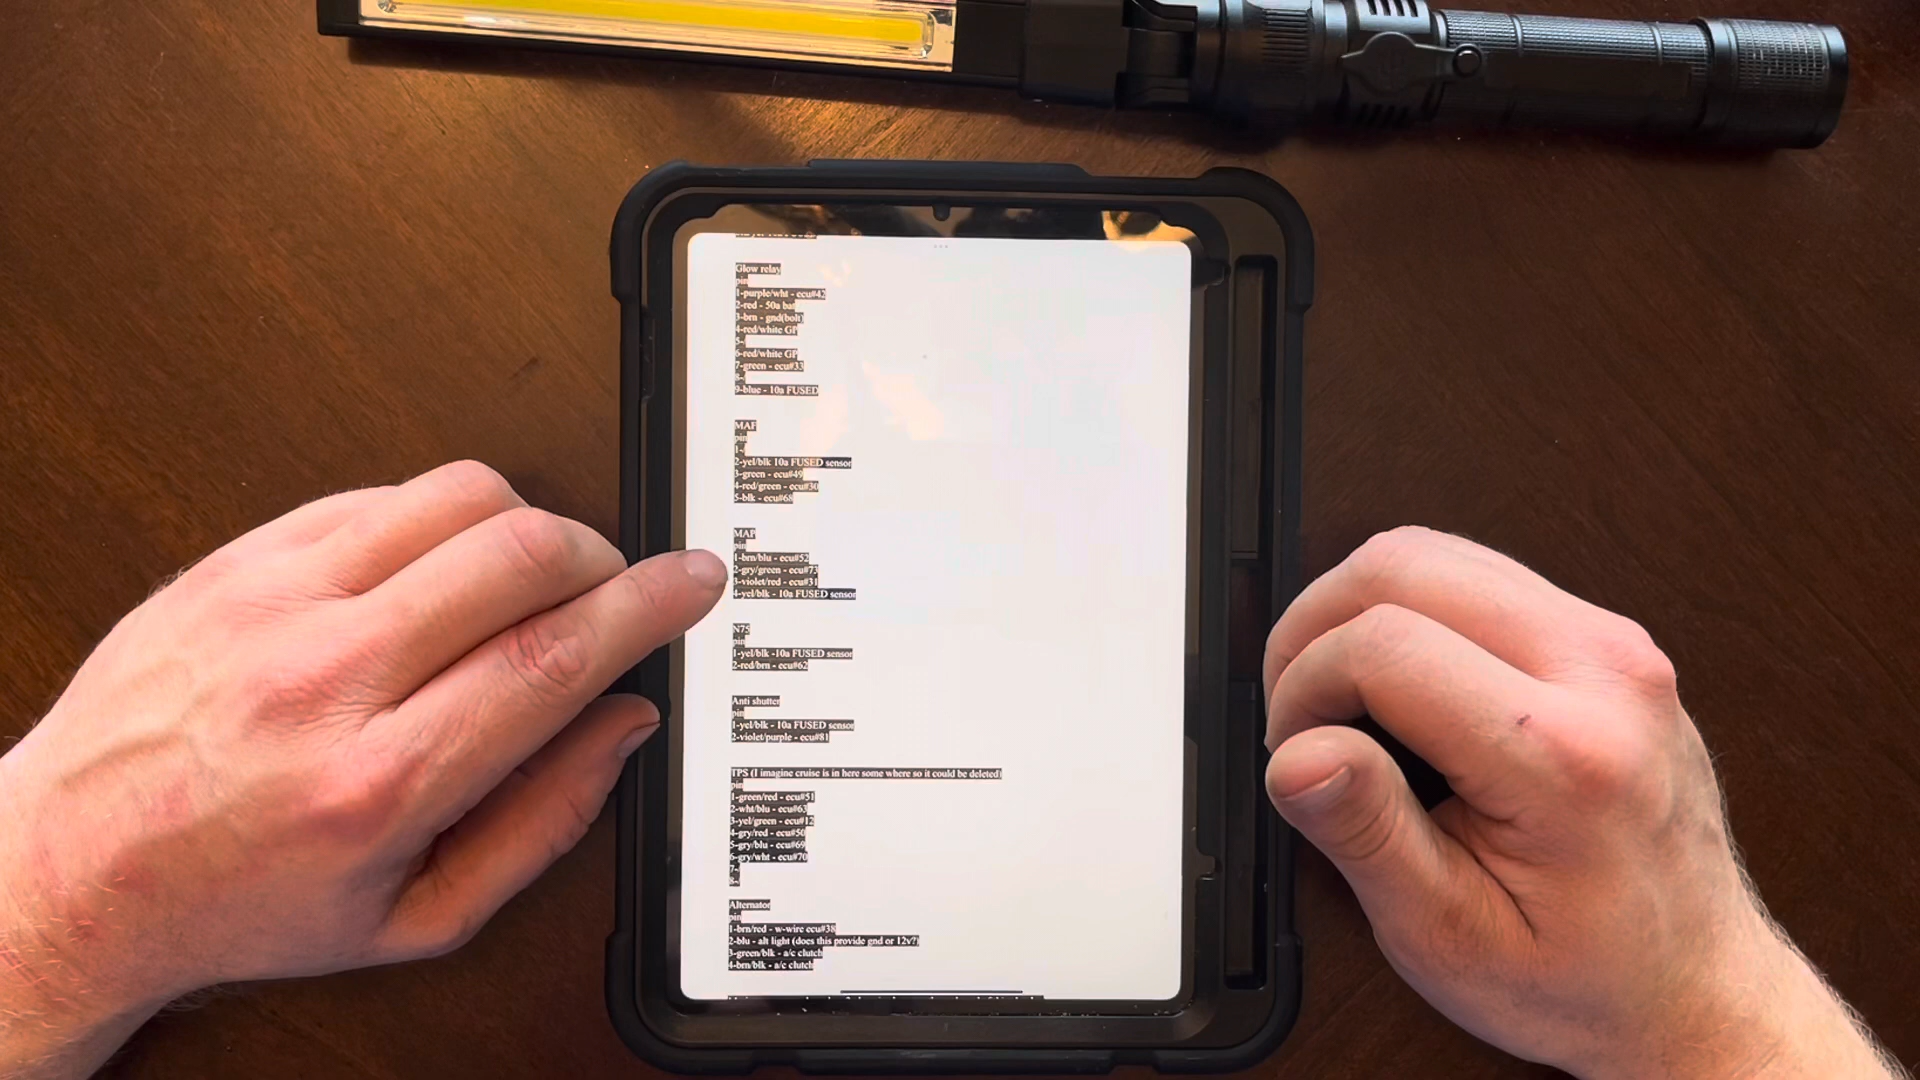 Glow relay
pin
1-purple/wht - ecu#42
2-red - 50a bat
3-brn - gnd(bolt)
4-red/white GP
5-
6-red/white GP
7-green - ecu#33
8-
9-blue - 10a FUSED
MAF
pin
1-
2-yel/blk 10a FUSED sensor
3-green - ecu#49
4-red/green - ecu#30
5-blk - ecu#68
MAP
pin
1-brn/blu - ecu#52
2-gry/green - ecu#73
3-violet/red - ecu#31
4-yel/blk - 10a FUSED sensor
N75
pin
1-yel/blk -10a FUSED sensor
2-red/brn - ecu#62
Anti shutter
pin
1-yel/blk - 10a FUSED sensor
2-violet/purple - ecu#81
TPS (I imagine cruise is in here some where so it could be deleted)
pin
1-green/red - ecu#51
2-wht/blu - ecu#63
3-yel/green - ecu#12
4-gry/red - ecu#50
5-gry/blu - ecu#69
6-gry/wht - ecu#70
7-
8-
Alternator
pin
1-brn/red - w-wire ecu#38
2-blu - alt light (does this provide gnd or 12v?)
3-green/blk - a/c clutch
4-brn/blk - a/c clutch